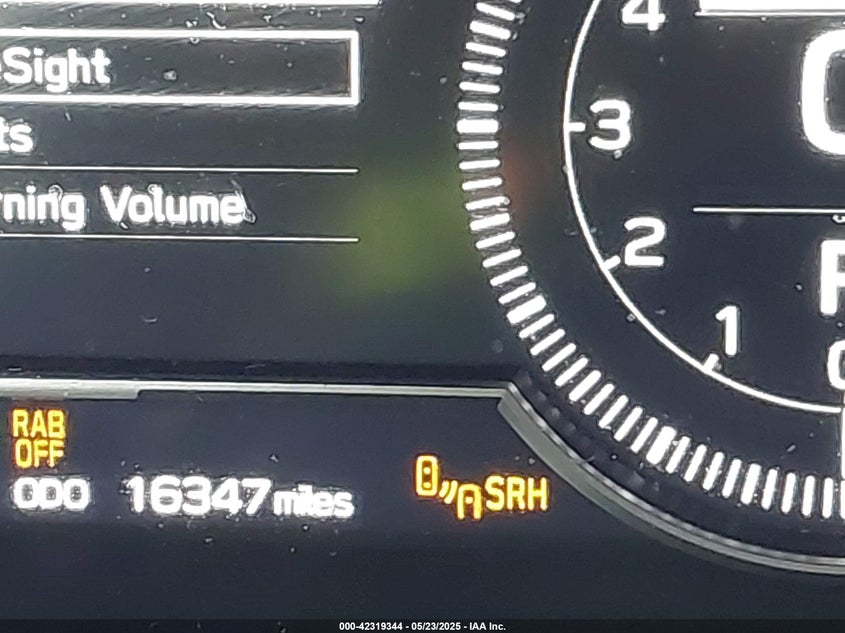 Sight
ts
rning Volume
4
3
2
1
RAB
OFF
ODO 16347 miles
SRH
000-42319344 - 05/23/2025 - IAA Inc.